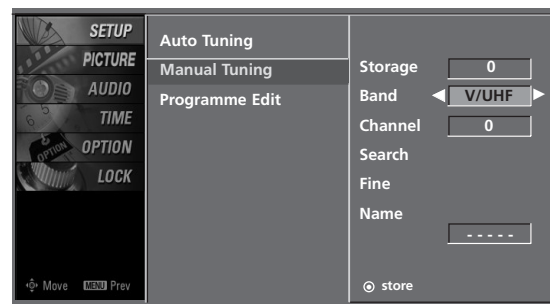 SETUP
PICTURE
AUDIO
TIME
OPTION
OPTION
LOCK
Move MENU Prev
Auto Tuning
Manual Tuning
Programme Edit
Storage 0
Band V/UHF
Channel 0
Search
Fine
Name
- - - - -
store